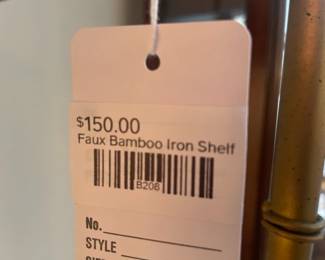 $150.00
Faux Bamboo Iron Shelf
B208
No.
STYLE